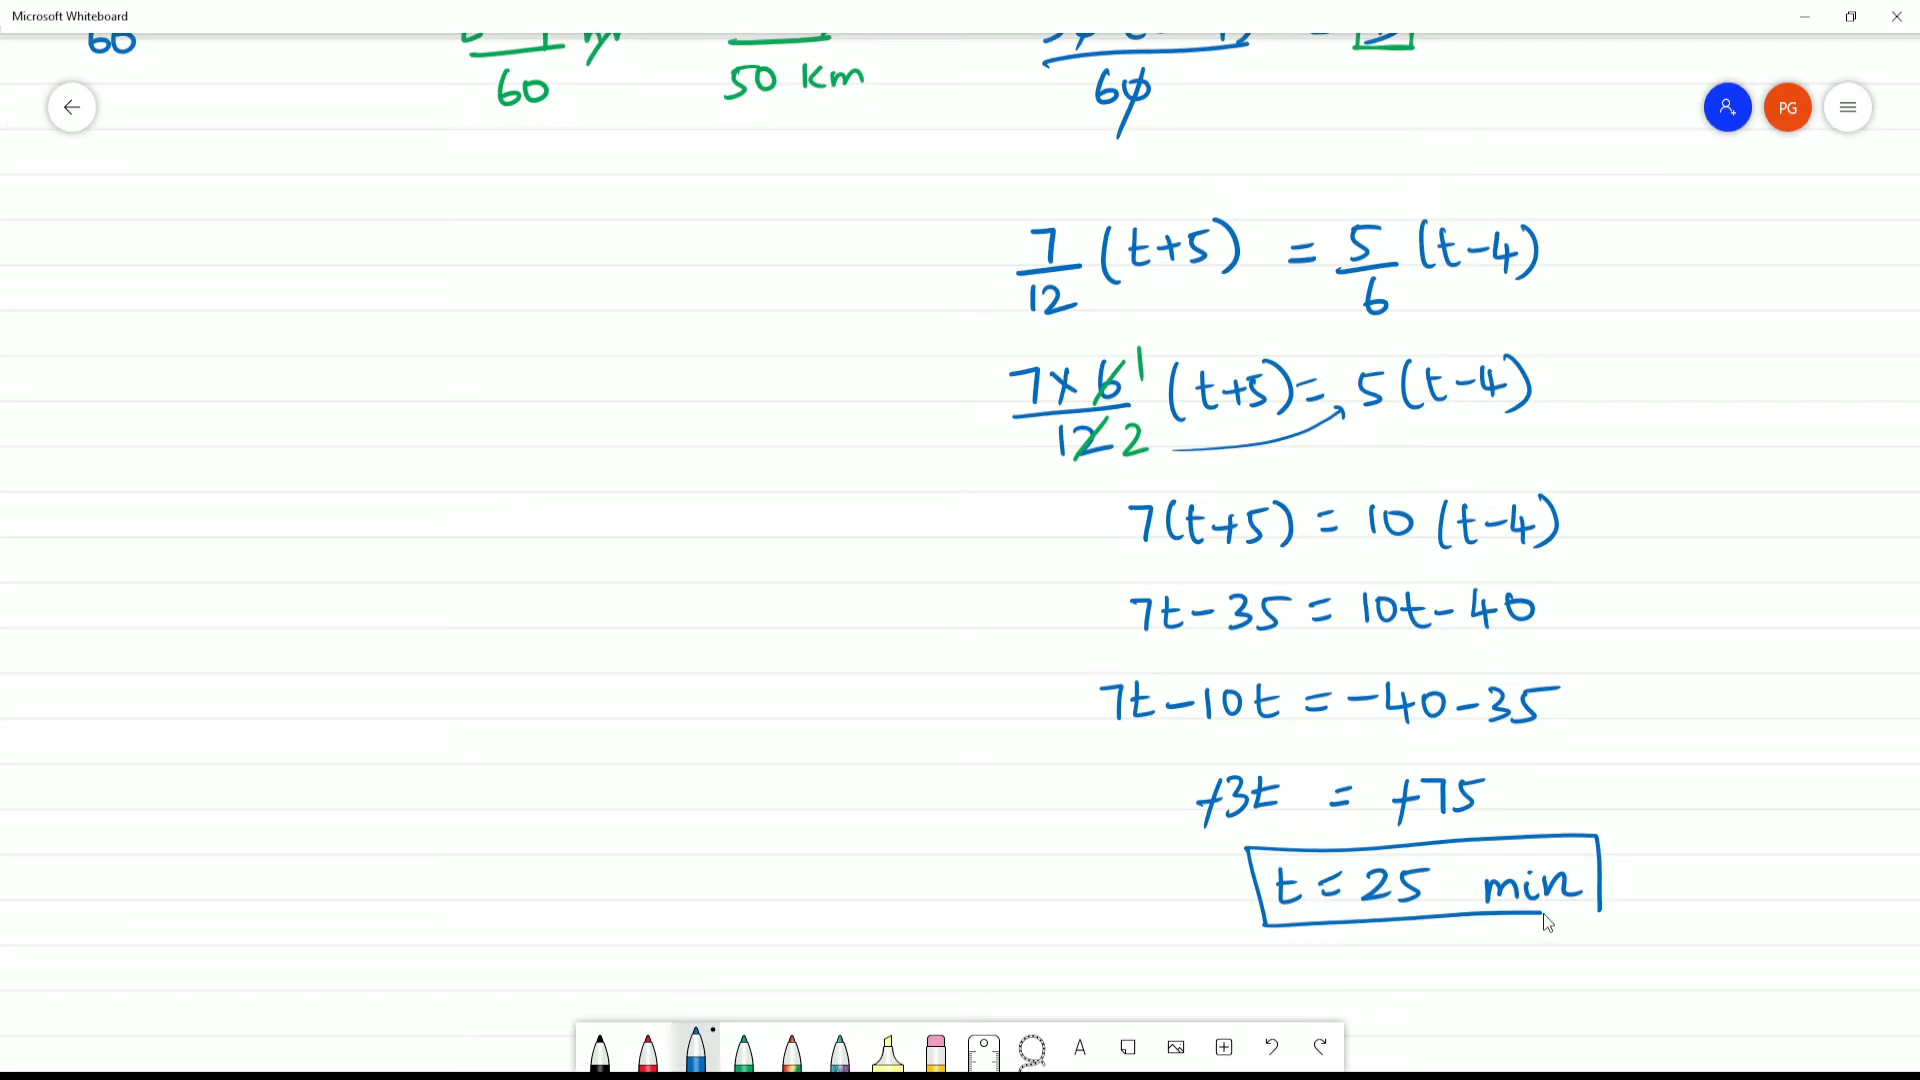 Microsoft Whiteboard
60
60
50 Km
60
PG
7/12 (t+5) = 5/6 (t-4)
7×6/12 1 2 (t+5) = 5(t-4)
7(t+5) = 10(t-4)
7t-35 = 10t-40
7t-10t = -40-35
+3t = +75
t = 25 min
A